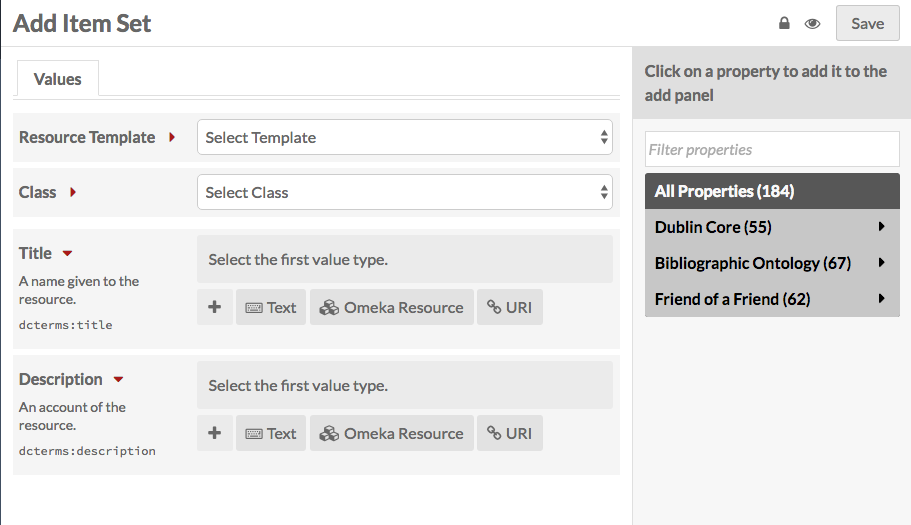 Add Item Set
Save
Values
Resource Template
Select Template
Class
Select Class
Title
A name given to the
resource.
dcterms:title
Select the first value type.
+ Text Omeka Resource URI
Description
An account of the
resource.
dcterms:description
Select the first value type.
+ Text Omeka Resource URI
Click on a property to add it to the
add panel
Filter properties
All Properties (184)
Dublin Core (55)
Bibliographic Ontology (67)
Friend of a Friend (62)